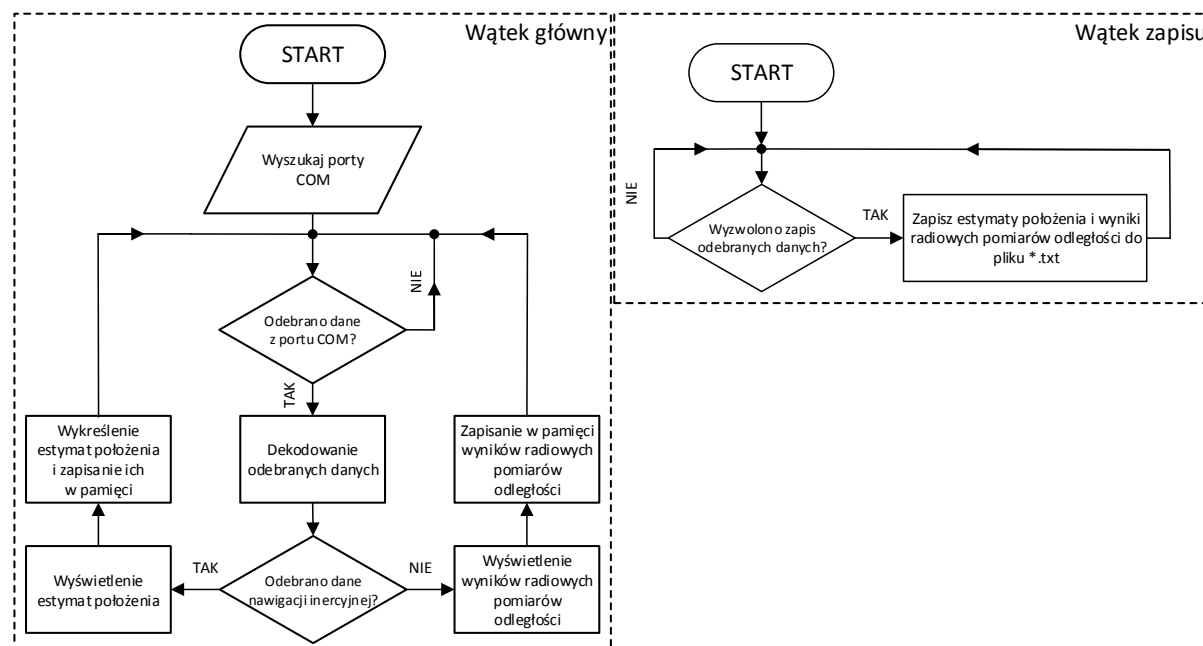 Wątek główny
START
Wyszukaj porty
COM
NIE
Odebrano dane
z portu COM?
TAK
Wykreślenie
estymat położenia
i zapisanie ich
w pamięci
Dekodowanie
odebranych danych
Zapisanie w pamięci
wyników radiowych
pomiarów
odległości
Wyświetlenie
estymat położenia
TAK
Odebrano dane
nawigacji inercyjnej?
NIE
Wyświetlenie
wyników radiowych
pomiarów
odległości
Wątek zapisu
START
NIE
Wyzwolono zapis
odebranych danych?
TAK
Zapisz estymaty położenia i wyniki
radiowych pomiarów odległości do
pliku *.txt